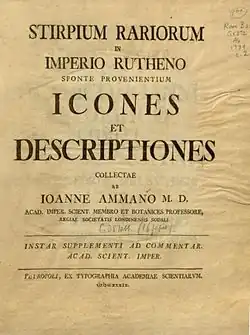 STIRPIUM RARIORUM
IN
IMPERIO RUTHENO
SPONTE PROVENIENTIUM
ICONES
ET
DESCRIPTIONES
COLLECTAE
AB
IOANNE AMMANO M. D.
ACAD. IMPER. SCIENT. MEMBRO ET BOTANICES PROFESSORE,
REGIAE SOCIETATIS LONDINENSIS SODALI.
INSTAR SUPPLEMENTI AD COMMENTAR.
ACAD. SCIENT. IMPER.
PETROPOLI, EX TYPOGRAPHIA ACADEMIAE SCIENTIARVM.